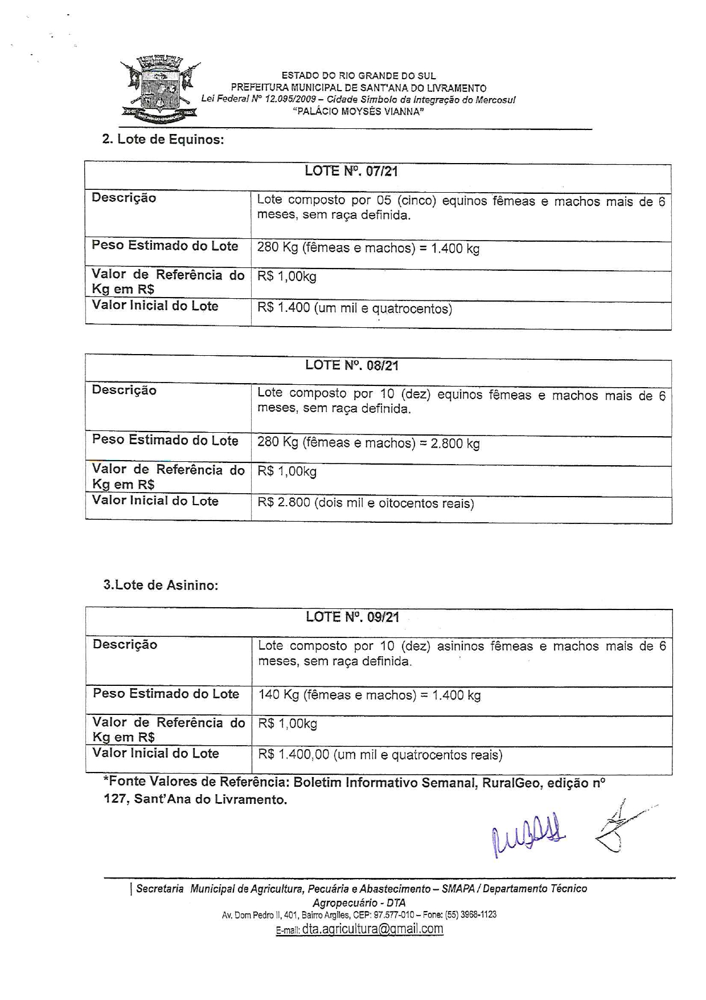 ESTADO DO RIO GRANDE DO SUL
PREFEITURA MUNICIPAL DE SANT'ANA DO LIVRAMENTO
Lei Federal Nº 12.095/2009 – Cidade Símbolo da Integração do Mercosul
"PALÁCIO MOYSÉS VIANNA"
2. Lote de Equinos:
LOTE Nº. 07/21
Descrição
Lote composto por 05 (cinco) equinos fêmeas e machos mais de 6
meses, sem raça definida.
Peso Estimado do Lote
280 Kg (fêmeas e machos) = 1.400 kg
Valor de Referência do
Kg em R$
R$ 1,00kg
Valor Inicial do Lote
R$ 1.400 (um mil e quatrocentos)
LOTE Nº. 08/21
Descrição
Lote composto por 10 (dez) equinos fêmeas e machos mais de 6
meses, sem raça definida.
Peso Estimado do Lote
280 Kg (fêmeas e machos) = 2.800 kg
Valor de Referência do
Kg em R$
R$ 1,00kg
Valor Inicial do Lote
R$ 2.800 (dois mil e oitocentos reais)
3.Lote de Asinino:
LOTE Nº. 09/21
Descrição
Lote composto por 10 (dez) asininos fêmeas e machos mais de 6
meses, sem raça definida.
Peso Estimado do Lote
140 Kg (fêmeas e machos) = 1.400 kg
Valor de Referência do
Kg em R$
R$ 1,00kg
Valor Inicial do Lote
R$ 1.400,00 (um mil e quatrocentos reais)
*Fonte Valores de Referência: Boletim Informativo Semanal, RuralGeo, edição nº
127, Sant'Ana do Livramento.
| Secretaria Municipal de Agricultura, Pecuária e Abastecimento – SMAPA / Departamento Técnico
Agropecuário - DTA
Av. Dom Pedro II, 401, Bairro Argiles, CEP: 97.577-010 – Fone: (55) 3968-1123
E-mail: dta.agricultura@gmail.com